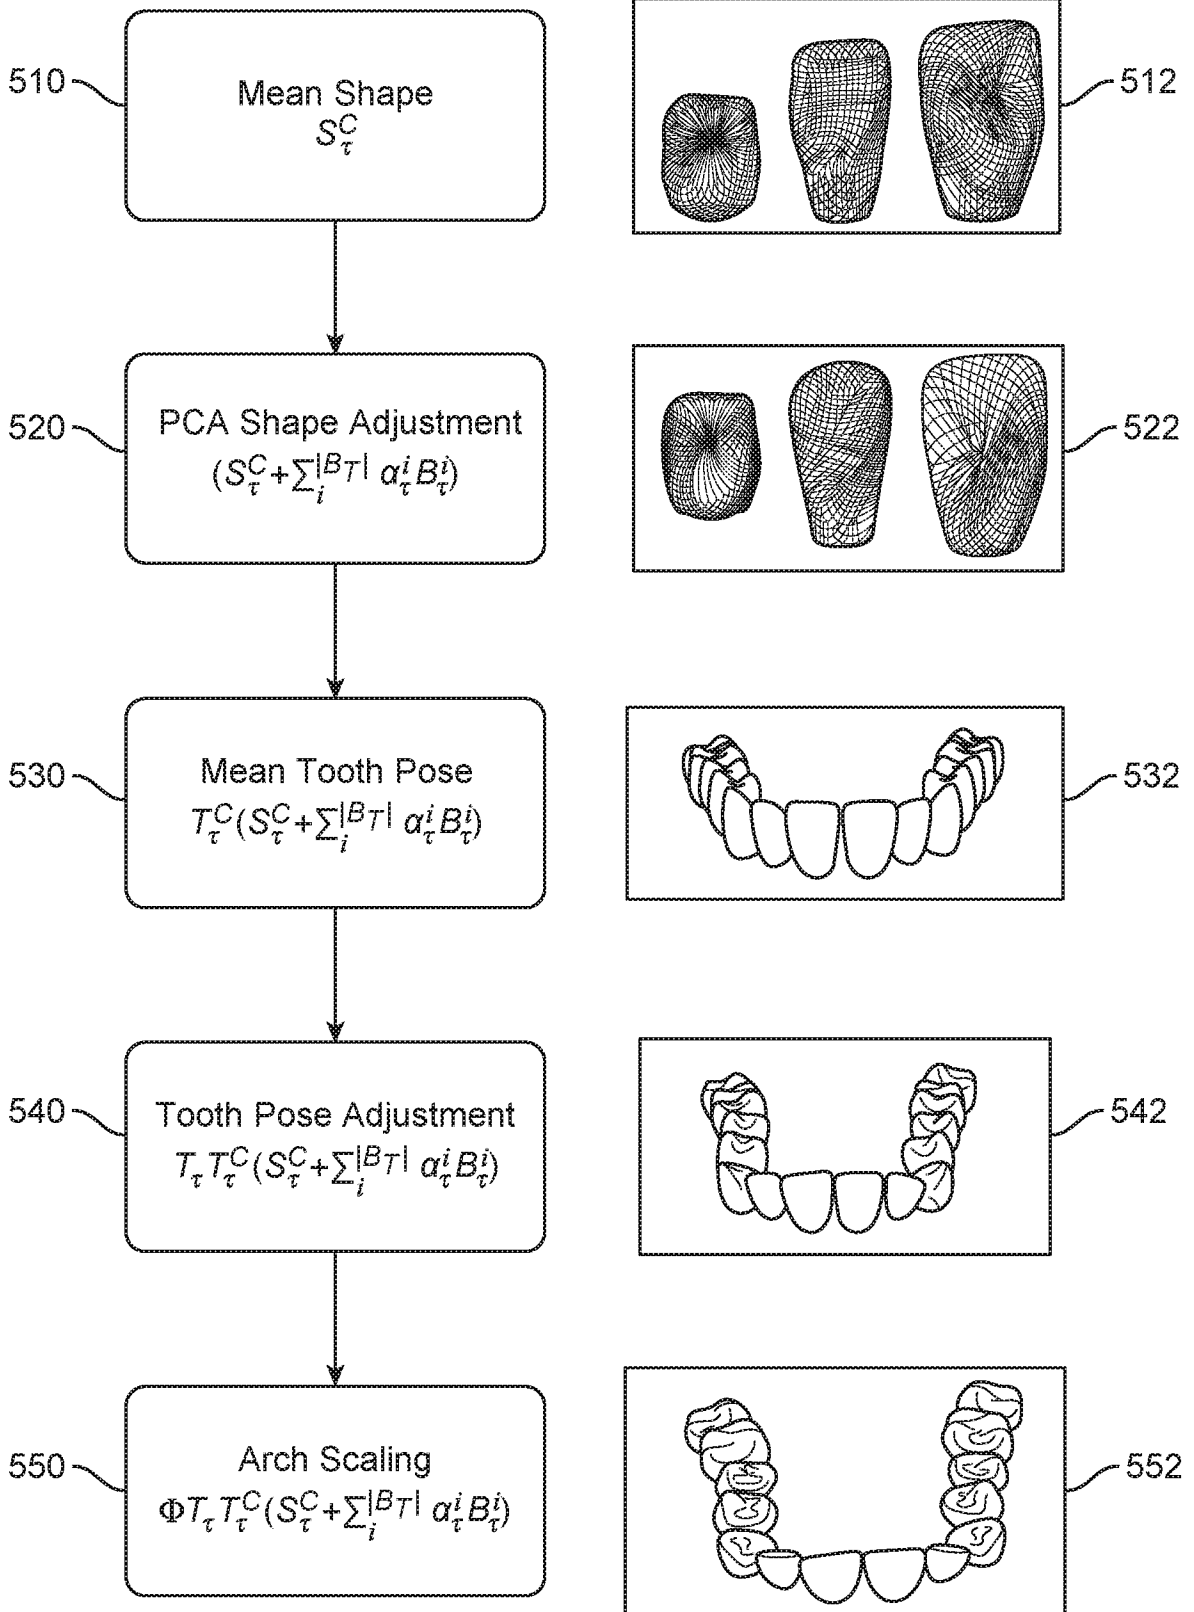 510
Mean Shape
S_τ^C
512
520
PCA Shape Adjustment
(S_τ^C+∑_i^|B_T| α_τ^i B_τ^i)
522
530
Mean Tooth Pose
T_τ^C(S_τ^C+∑_i^|B_T| α_τ^i B_τ^i)
532
540
Tooth Pose Adjustment
T_τ T_τ^C(S_τ^C+∑_i^|B_T| α_τ^i B_τ^i)
542
550
Arch Scaling
ΦT_τ T_τ^C(S_τ^C+∑_i^|B_T| α_τ^i B_τ^i)
552